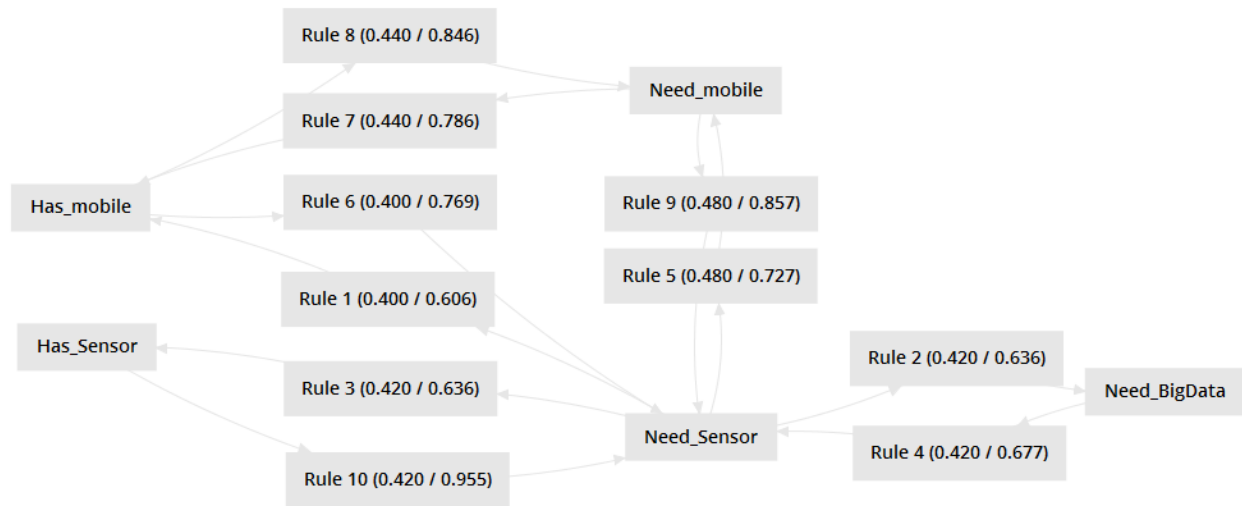 Rule 8 (0.440 / 0.846)
Need_mobile
Rule 7 (0.440 / 0.786)
Has_mobile
Rule 6 (0.400 / 0.769)
Rule 9 (0.480 / 0.857)
Rule 5 (0.480 / 0.727)
Rule 1 (0.400 / 0.606)
Has_Sensor
Rule 3 (0.420 / 0.636)
Rule 2 (0.420 / 0.636)
Need_BigData
Need_Sensor
Rule 4 (0.420 / 0.677)
Rule 10 (0.420 / 0.955)